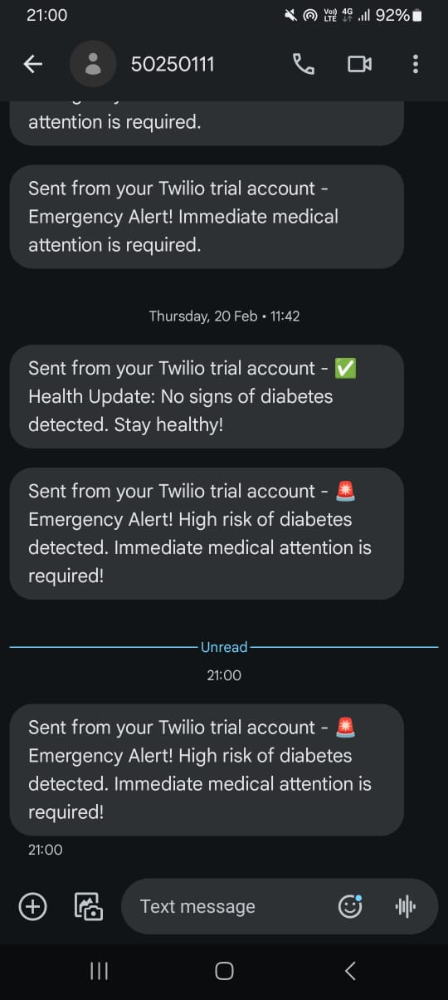 21:00
Vo)) LTE 4G 92%
50250111
attention is required.
Sent from your Twilio trial account -
Emergency Alert! Immediate medical
attention is required.
Thursday, 20 Feb • 11:42
Sent from your Twilio trial account - ✅
Health Update: No signs of diabetes
detected. Stay healthy!
Sent from your Twilio trial account - 🚨
Emergency Alert! High risk of diabetes
detected. Immediate medical attention is
required!
Unread
21:00
Sent from your Twilio trial account - 🚨
Emergency Alert! High risk of diabetes
detected. Immediate medical attention is
required!
21:00
Text message